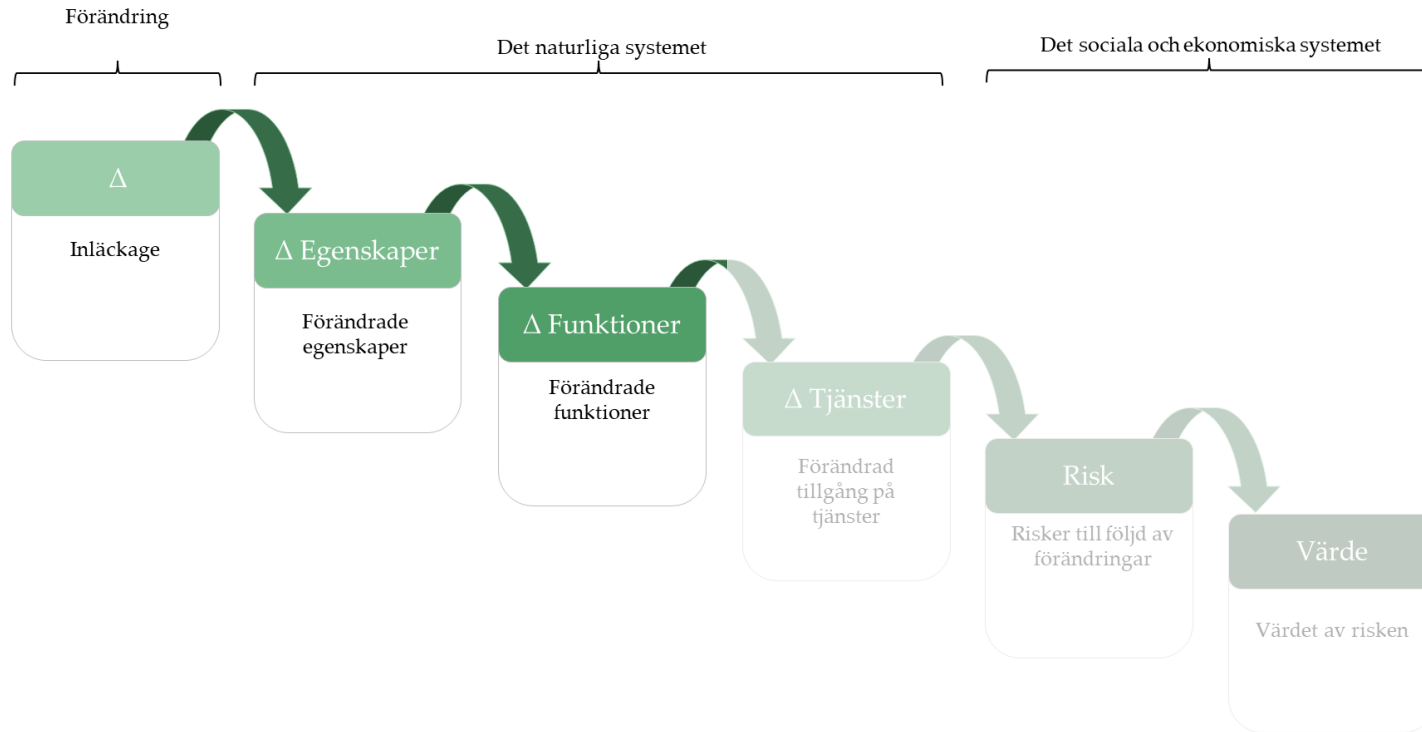 Förändring
Det naturliga systemet
Det sociala och ekonomiska systemet
Δ
Inläckage
Δ Egenskaper
Förändrade
egenskaper
Δ Funktioner
Förändrade
funktioner
Δ Tjänster
Förändrad
tillgång på
tjänster
Risk
Risker till följd av
förändringar
Värde
Värdet av risken